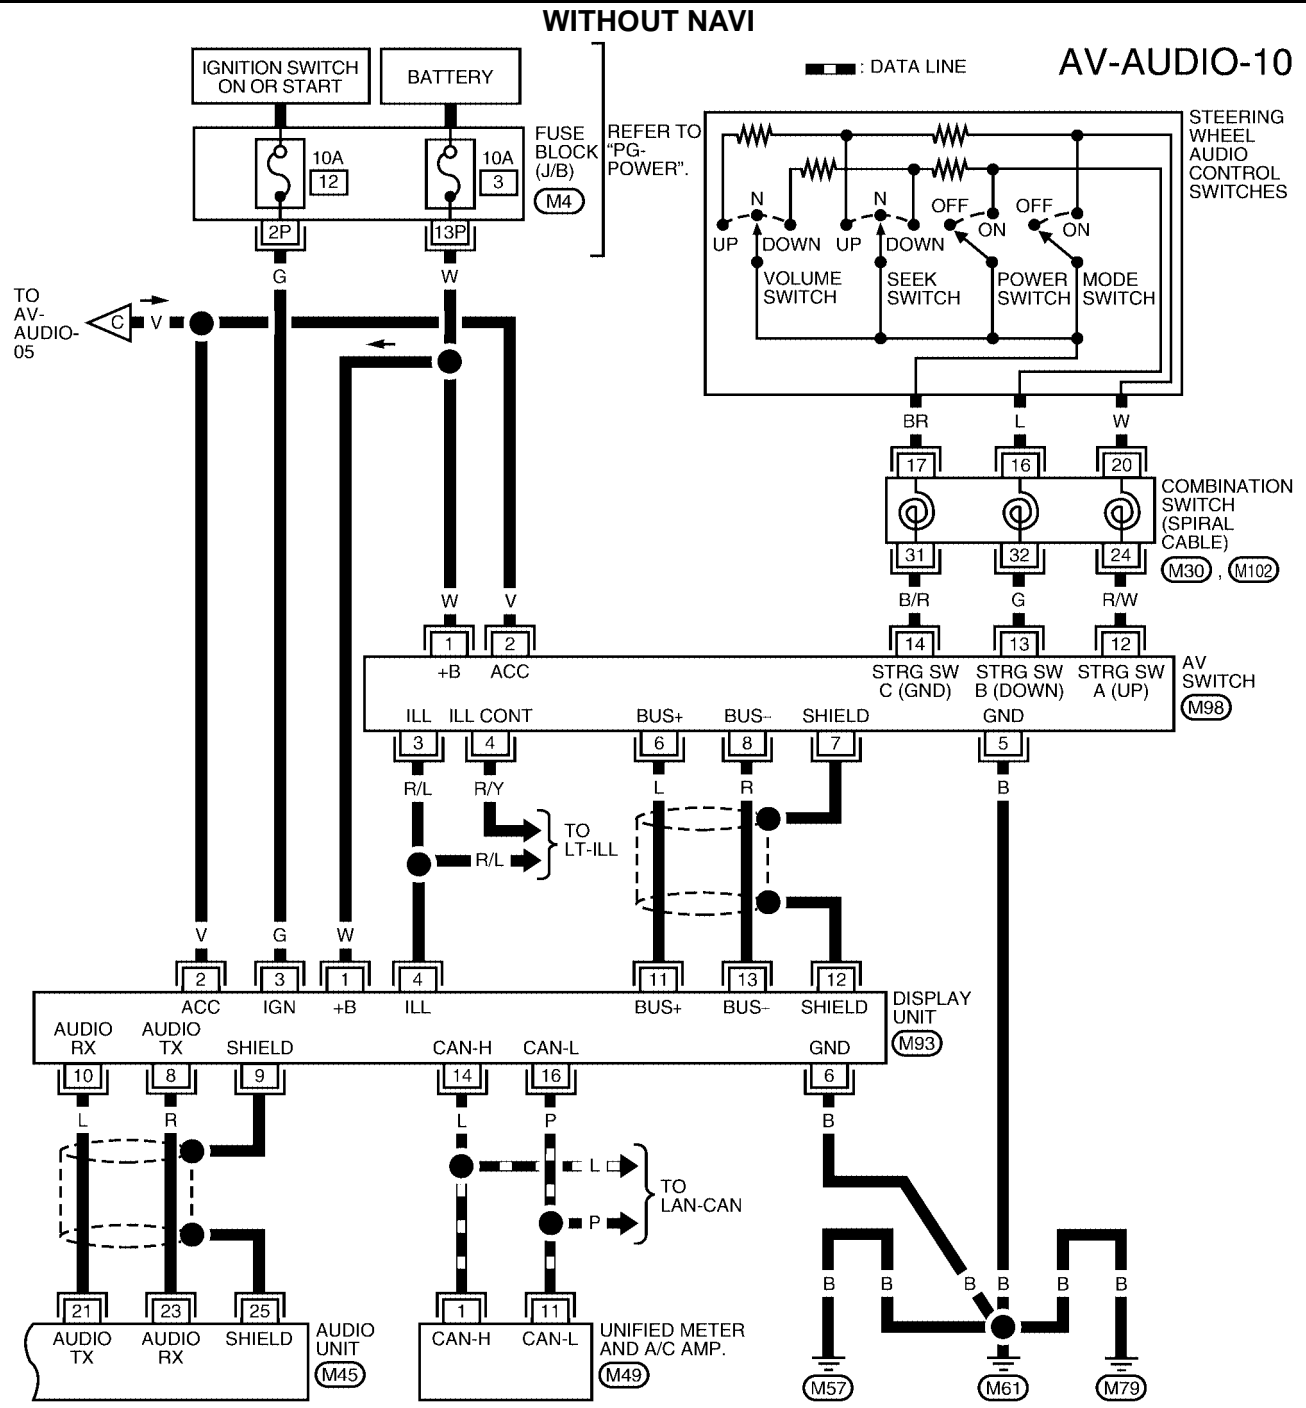 WITHOUT NAVI
AV-AUDIO-10
: DATA LINE
IGNITION SWITCH
ON OR START
BATTERY
FUSE
BLOCK
(J/B)
M4
REFER TO
“PG-
POWER”.
10A
12
10A
3
2P
13P
G
W
TO
AV-
AUDIO-
05
C
V
STEERING
WHEEL
AUDIO
CONTROL
SWITCHES
N
N
OFF
OFF
UP
DOWN
UP
DOWN
ON
ON
VOLUME
SWITCH
SEEK
SWITCH
POWER
SWITCH
MODE
SWITCH
BR
L
W
17
16
20
COMBINATION
SWITCH
(SPIRAL
CABLE)
M30 , M102
31
32
24
B/R
G
R/W
W
V
1
2
14
13
12
+B
ACC
STRG SW
C (GND)
STRG SW
B (DOWN)
STRG SW
A (UP)
AV
SWITCH
M98
ILL
ILL CONT
BUS+
BUS-
SHIELD
GND
3
4
6
8
7
5
R/L
R/Y
L
R
B
TO
LT-ILL
R/L
V
G
W
2
3
1
4
11
13
12
ACC
IGN
+B
ILL
BUS+
BUS-
SHIELD
DISPLAY
UNIT
M93
AUDIO
RX
AUDIO
TX
SHIELD
CAN-H
CAN-L
GND
10
8
9
14
16
6
L
R
L
P
B
L
TO
LAN-CAN
P
B
B
B
B
B
B
21
23
25
1
11
AUDIO
TX
AUDIO
RX
SHIELD
AUDIO
UNIT
M45
CAN-H
CAN-L
UNIFIED METER
AND A/C AMP.
M49
M57
M61
M79